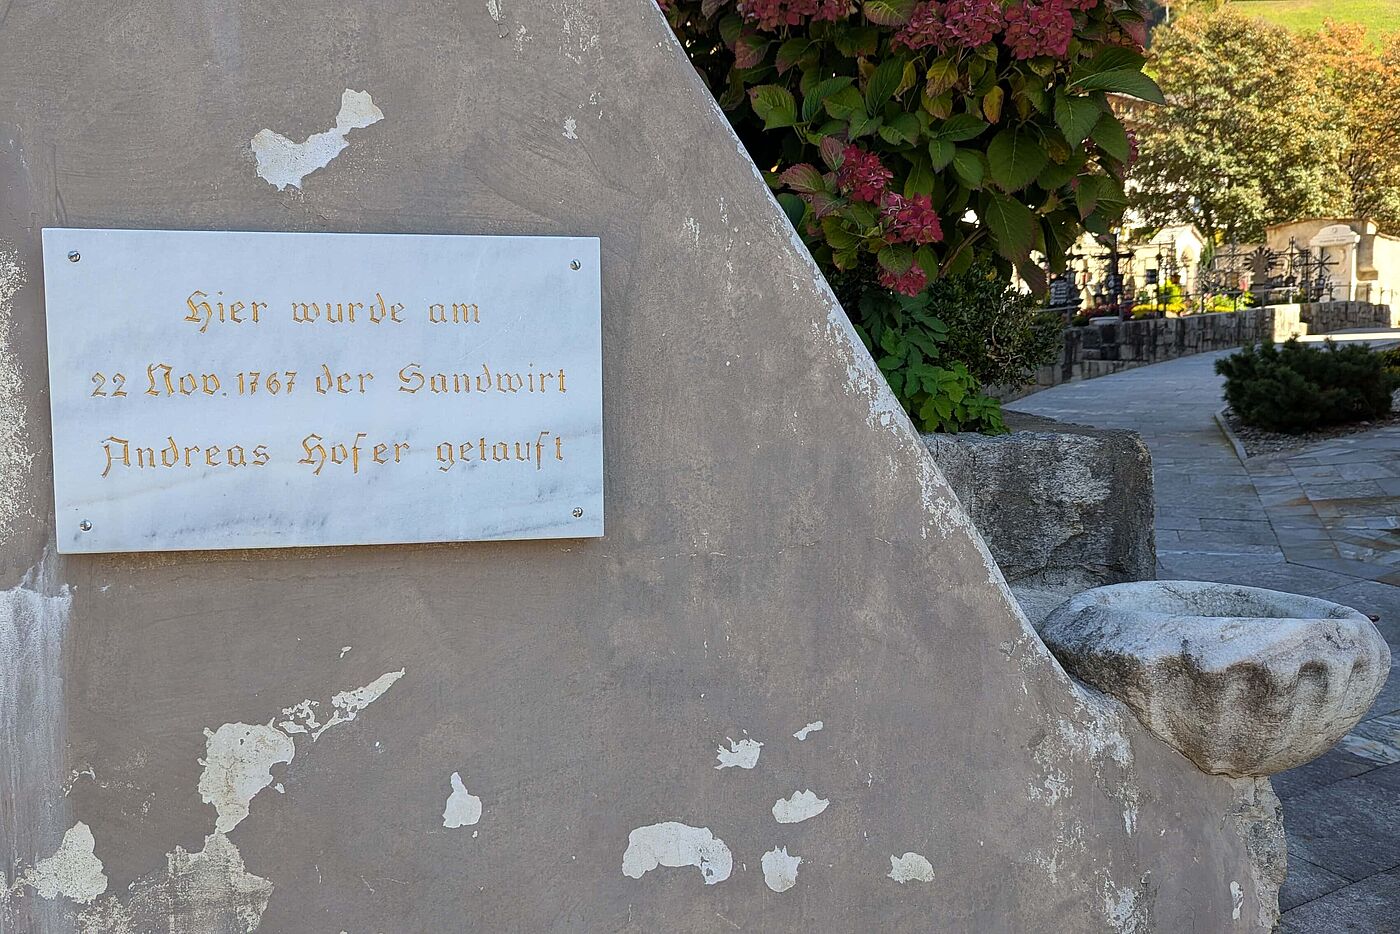 Hier wurde am
22 Nov. 1767 der Sandwirt
Andreas Hofer getauft